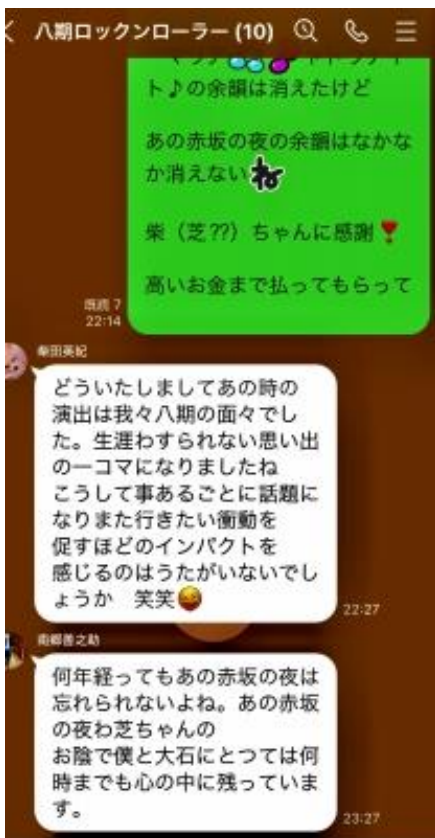 八期ロックンローラー (10)
ト♪の余韻は消えたけど
あの赤坂の夜の余韻はなかな
か消えないね
柴（芝??）ちゃんに感謝❣
高いお金まで払ってもらって
既読 7
22:14
柴田英紀
どういたしましてあの時の
演出は我々八期の面々でし
た。生涯わすられない思い出
の一コマになりましたね
こうして事あるごとに話題に
なりまた行きたい衝動を
促すほどのインパクトを
感じるのはうたがいないでし
ょうか　笑笑😄
22:27
南郷善之助
何年経ってもあの赤坂の夜は
忘れられないよね。あの赤坂
の夜わ芝ちゃんの
お陰で僕と大石にとつては何
時までも心の中に残っていま
す。
23:27